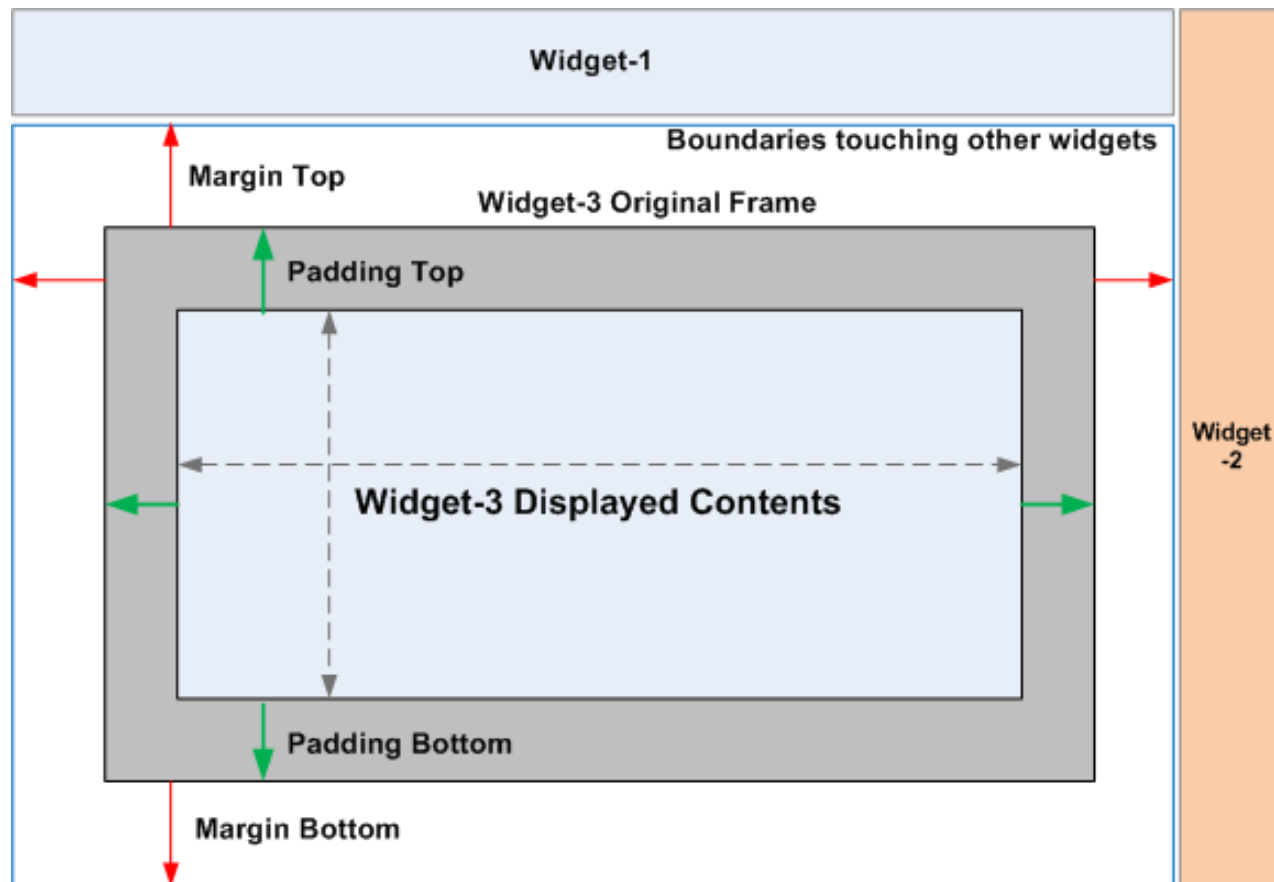 Widget-1
Boundaries touching other widgets
Margin Top
Widget-3 Original Frame
Padding Top
Widget
-2
Widget-3 Displayed Contents
Padding Bottom
Margin Bottom